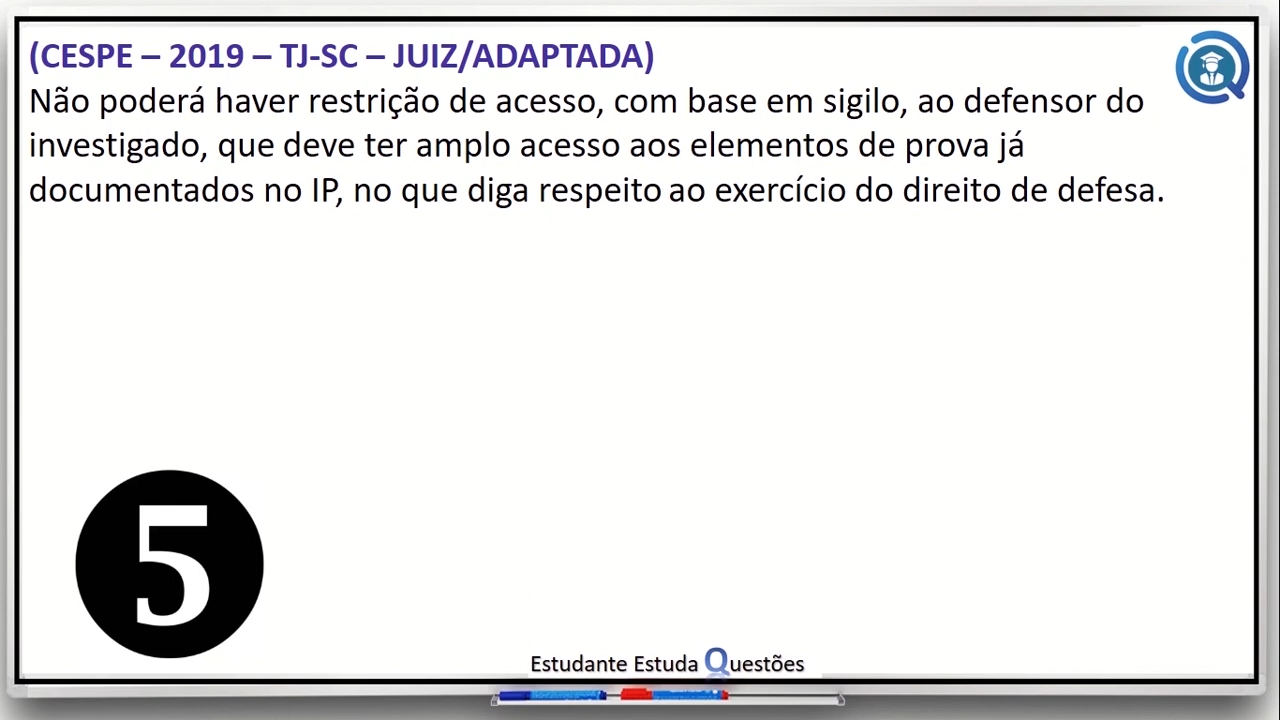 (CESPE – 2019 – TJ-SC – JUIZ/ADAPTADA)
Não poderá haver restrição de acesso, com base em sigilo, ao defensor do
investigado, que deve ter amplo acesso aos elementos de prova já
documentados no IP, no que diga respeito ao exercício do direito de defesa.
5
Estudante Estuda Questões